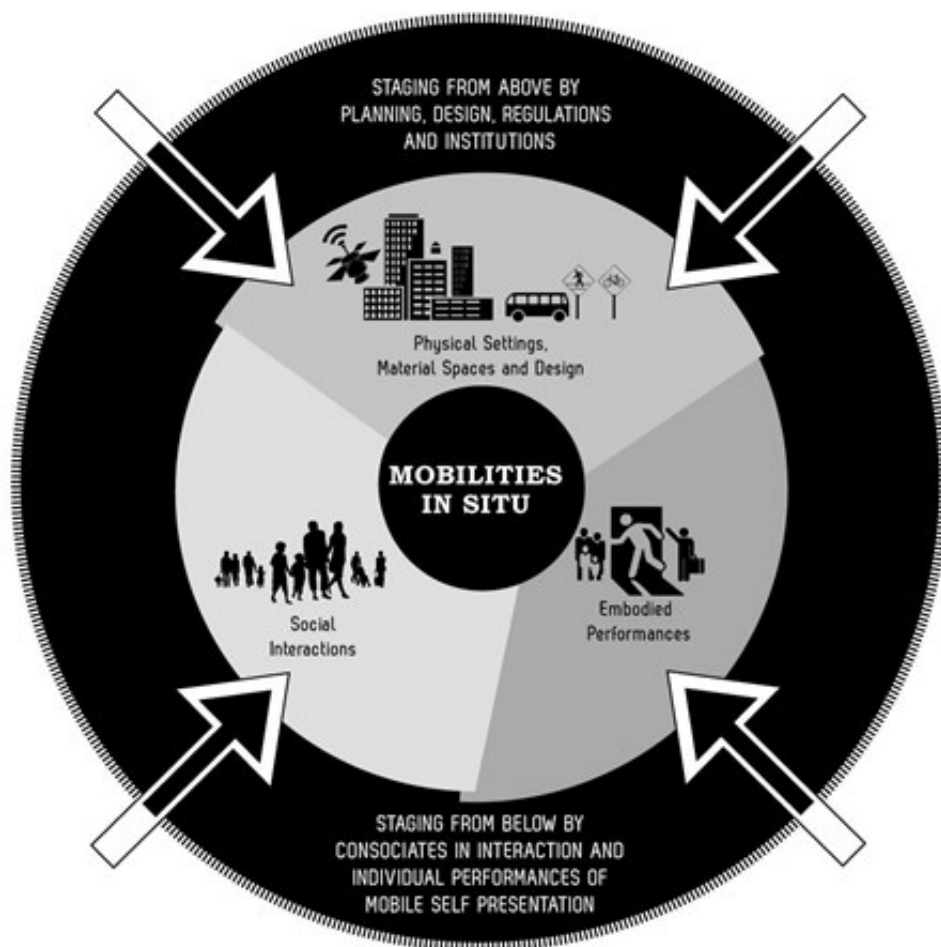 STAGING FROM ABOVE BY
PLANNING, DESIGN, REGULATIONS
AND INSTITUTIONS
Physical Settings,
Material Spaces and Design
MOBILITIES
IN SITU
Social
Interactions
Embodied
Performances
STAGING FROM BELOW BY
CONSOCIATES IN INTERACTION AND
INDIVIDUAL PERFORMANCES OF
MOBILE SELF PRESENTATION